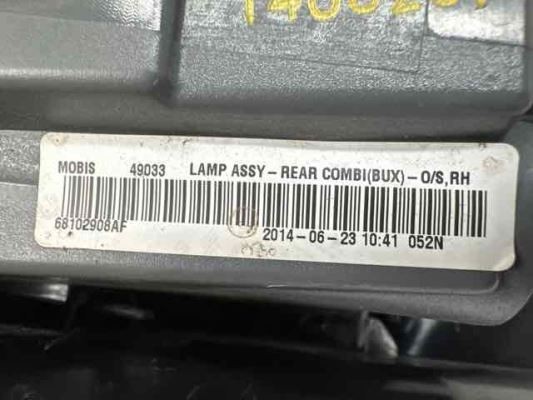 MOBIS 49033 LAMP ASSY-REAR COMBI(BUX)-O/S,RH
68102908AF 2014-06-23 10:41 052N